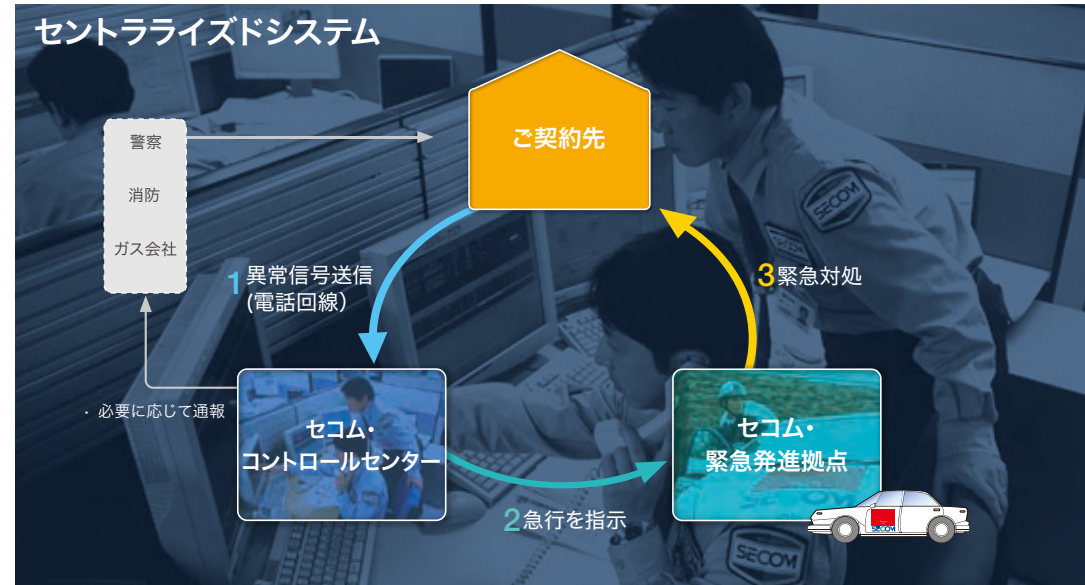 セントラライズドシステム
ご契約先
警察
消防
ガス会社
1 異常信号送信
(電話回線)
3 緊急対処
・必要に応じて通報
セコム・
コントロールセンター
セコム・
緊急発進拠点
2 急行を指示
SECOM
SECOM
SECOM